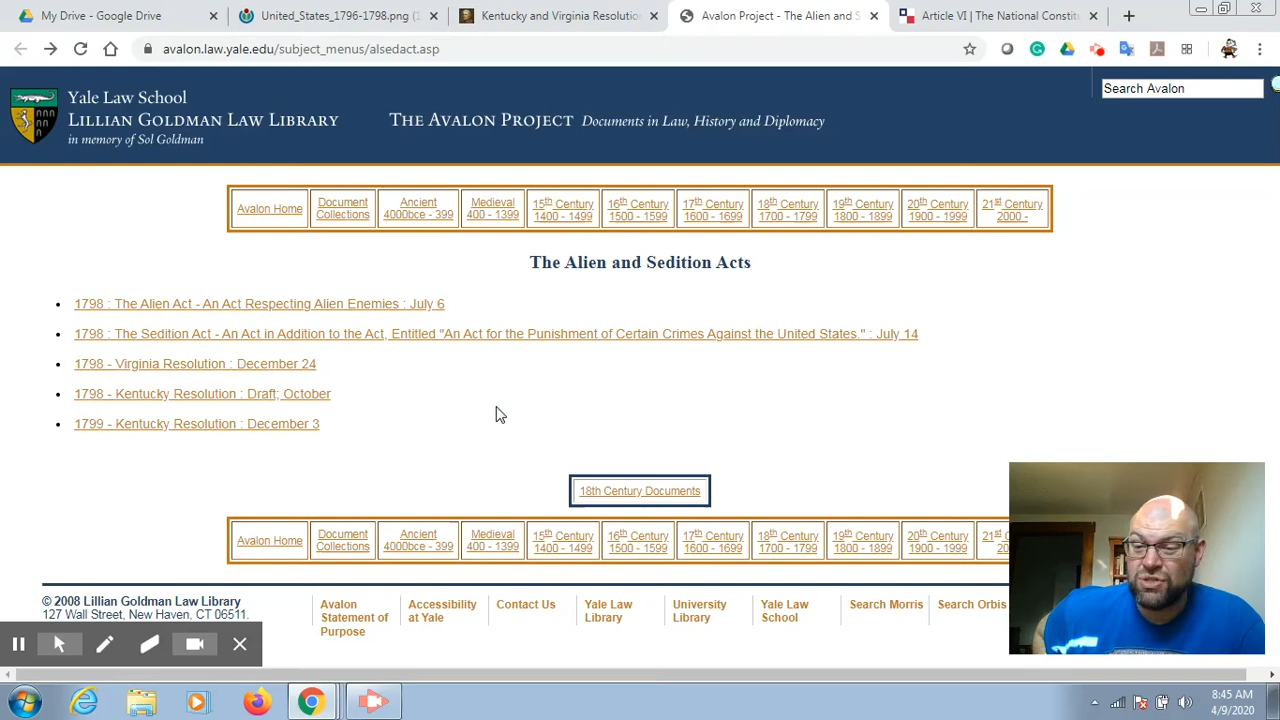 My Drive - Google Drive
United_States_1796-1798.png (
Kentucky and Virginia Resolution
Avalon Project - The Alien and S
Article VI | The National Constitu
avalon.law.yale.edu/subject_menus/alsedact.asp
Yale Law School
LILLIAN GOLDMAN LAW LIBRARY
in memory of Sol Goldman
THE AVALON PROJECT Documents in Law, History and Diplomacy
Search Avalon
Avalon Home
Document
Collections
Ancient
4000bce - 399
Medieval
400 - 1399
15th Century
1400 - 1499
16th Century
1500 - 1599
17th Century
1600 - 1699
18th Century
1700 - 1799
19th Century
1800 - 1899
20th Century
1900 - 1999
21st Century
2000 -
The Alien and Sedition Acts
1798 : The Alien Act - An Act Respecting Alien Enemies : July 6
1798 : The Sedition Act - An Act in Addition to the Act, Entitled "An Act for the Punishment of Certain Crimes Against the United States." : July 14
1798 - Virginia Resolution : December 24
1798 - Kentucky Resolution : Draft; October
1799 - Kentucky Resolution : December 3
18th Century Documents
Avalon Home
Document
Collections
Ancient
4000bce - 399
Medieval
400 - 1399
15th Century
1400 - 1499
16th Century
1500 - 1599
17th Century
1600 - 1699
18th Century
1700 - 1799
19th Century
1800 - 1899
20th Century
1900 - 1999
21st
20
© 2008 Lillian Goldman Law Library
127 Wall Street, New Haven, CT 06511.
Avalon
Statement of
Purpose
Accessibility
at Yale
Contact Us
Yale Law
Library
University
Library
Yale Law
School
Search Morris
Search Orbis
8:45 AM
4/9/2020